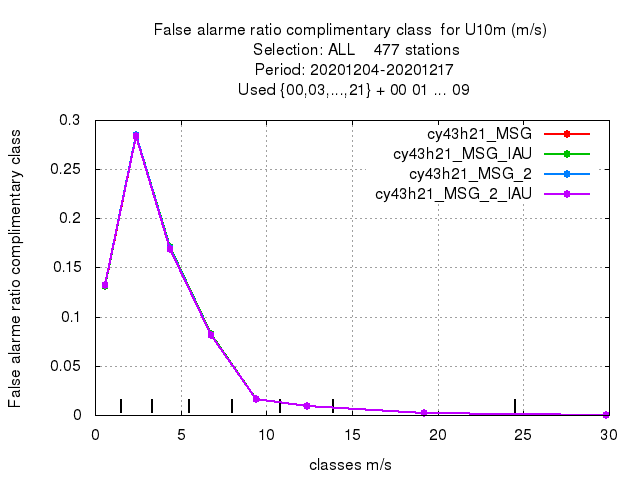 False alarme ratio complimentary class  for U10m (m/s)
Selection: ALL    477 stations
Period: 20201204-20201217
Used {00,03,...,21} + 00 01 ... 09
False alarme ratio complimentary class
0.3
0.25
0.2
0.15
0.1
0.05
0
cy43h21_MSG
cy43h21_MSG_IAU
cy43h21_MSG_2
cy43h21_MSG_2_IAU
0 5 10 15 20 25 30
classes m/s